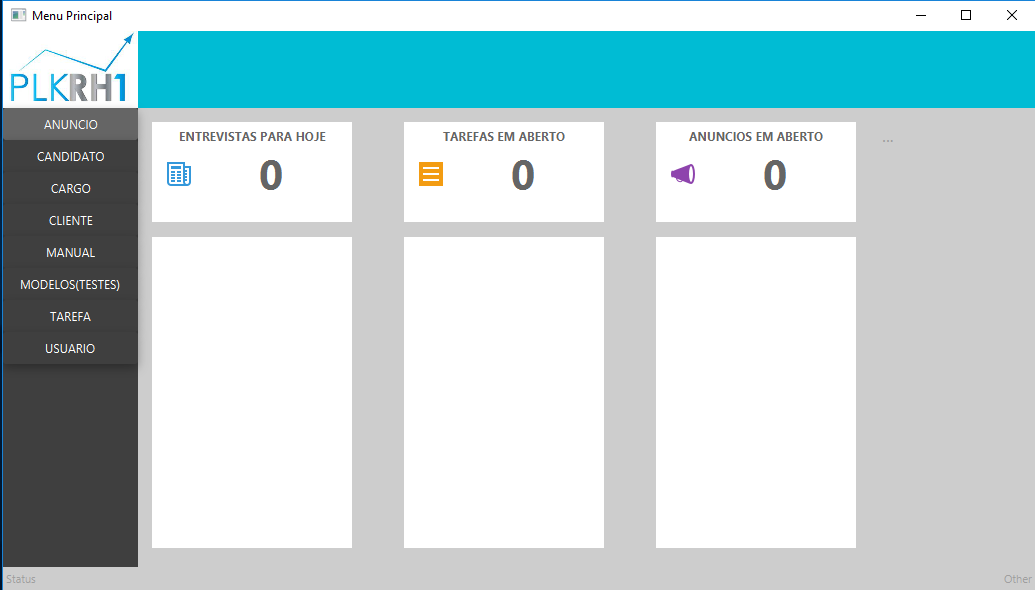 Menu Principal
PLKRH1
ANUNCIO
CANDIDATO
CARGO
CLIENTE
MANUAL
MODELOS(TESTES)
TAREFA
USUARIO
ENTREVISTAS PARA HOJE
0
TAREFAS EM ABERTO
0
ANUNCIOS EM ABERTO
0
...
Status
Other